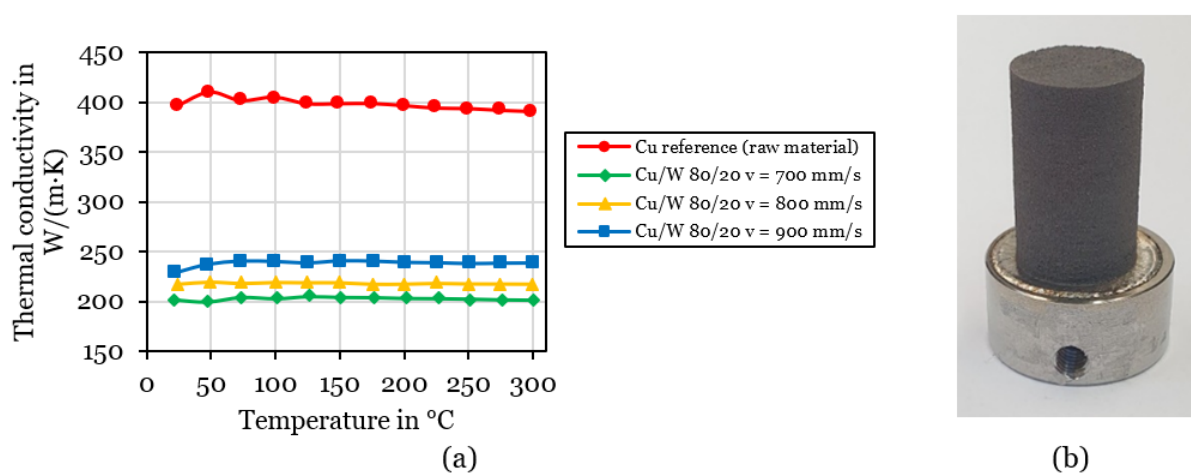 Thermal conductivity in
W/(m·K)
450
400
350
300
250
200
150
0 50 100 150 200 250 300
Temperature in °C
Cu reference (raw material)
Cu/W 80/20 v = 700 mm/s
Cu/W 80/20 v = 800 mm/s
Cu/W 80/20 v = 900 mm/s
(a)
(b)